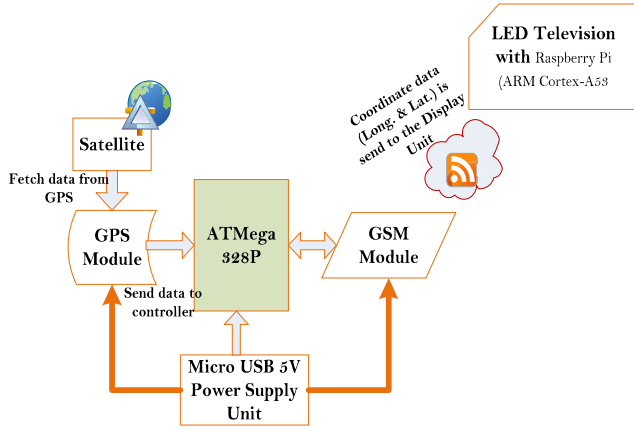 LED Television
with Raspberry Pi
(ARM Cortex-A53
Coordinate data
(Long. & Lat.) is
send to the Display
Unit
Satellite
Fetch data from
GPS
GPS
Module
ATMega
328P
GSM
Module
Send data to
controller
Micro USB 5V
Power Supply
Unit